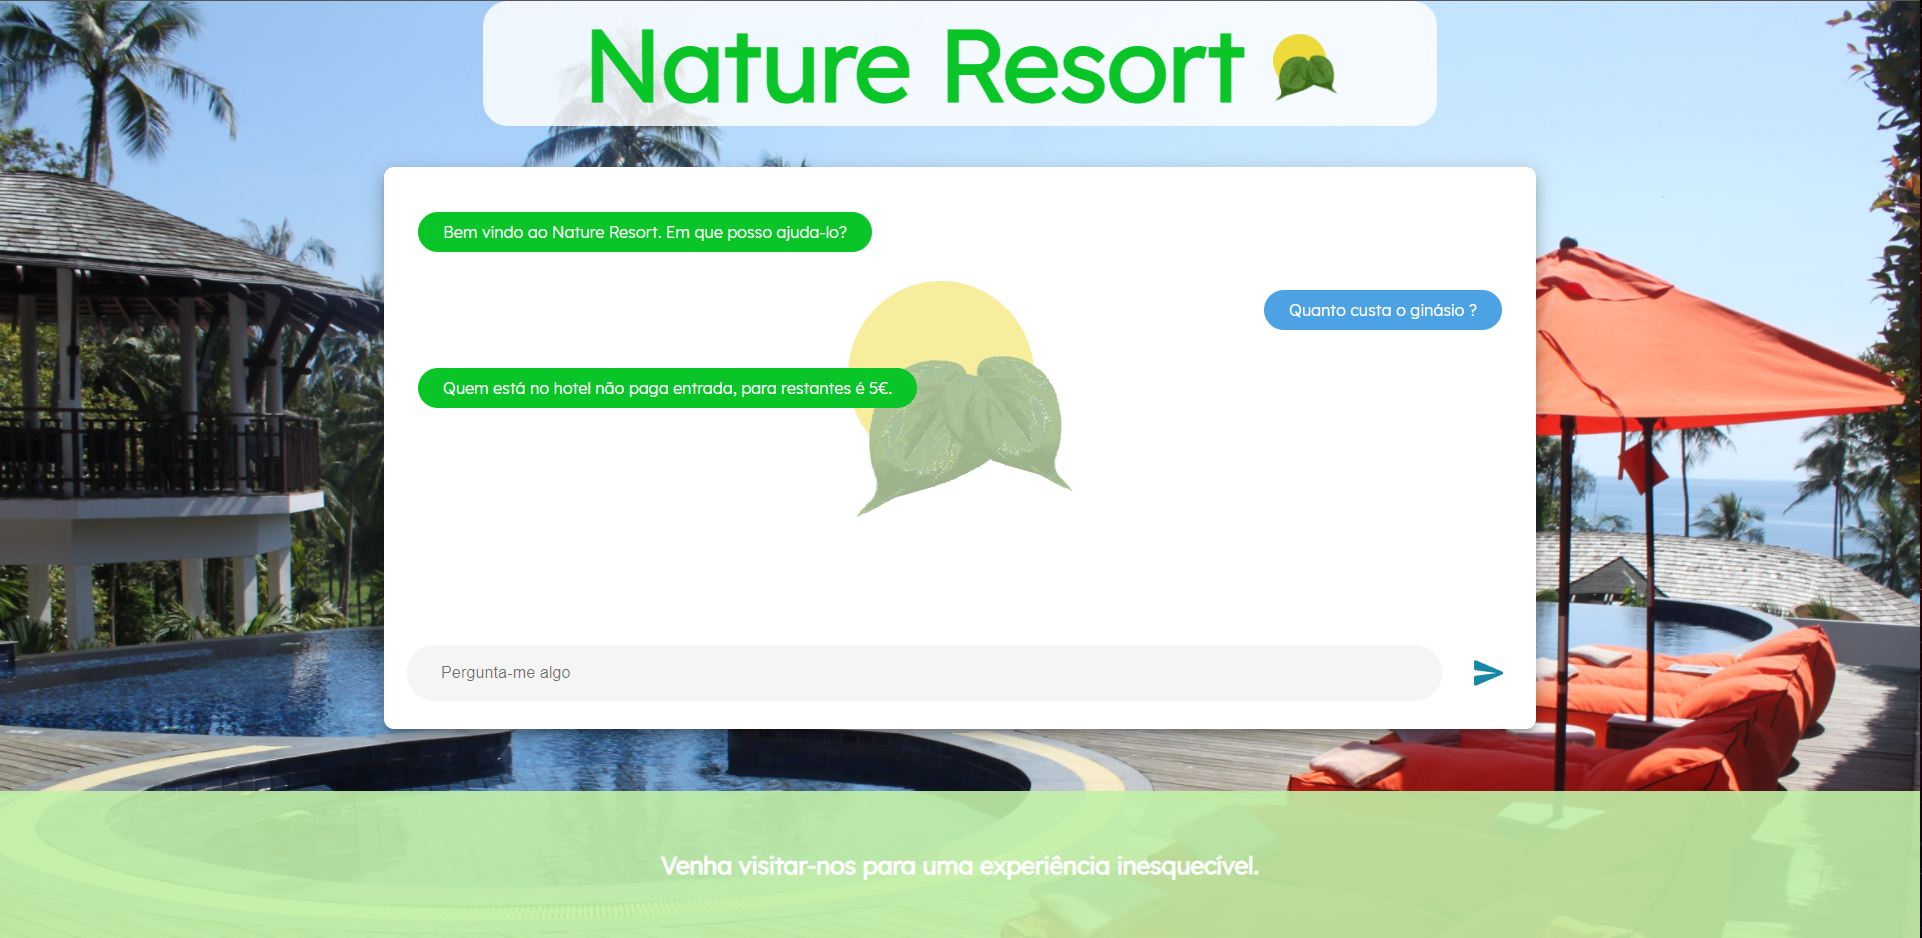 Nature Resort
Bem vindo ao Nature Resort. Em que posso ajuda-lo?
Quanto custa o ginásio ?
Quem está no hotel não paga entrada, para restantes é 5€.
Pergunta-me algo
Venha visitar-nos para uma experiência inesquecível.